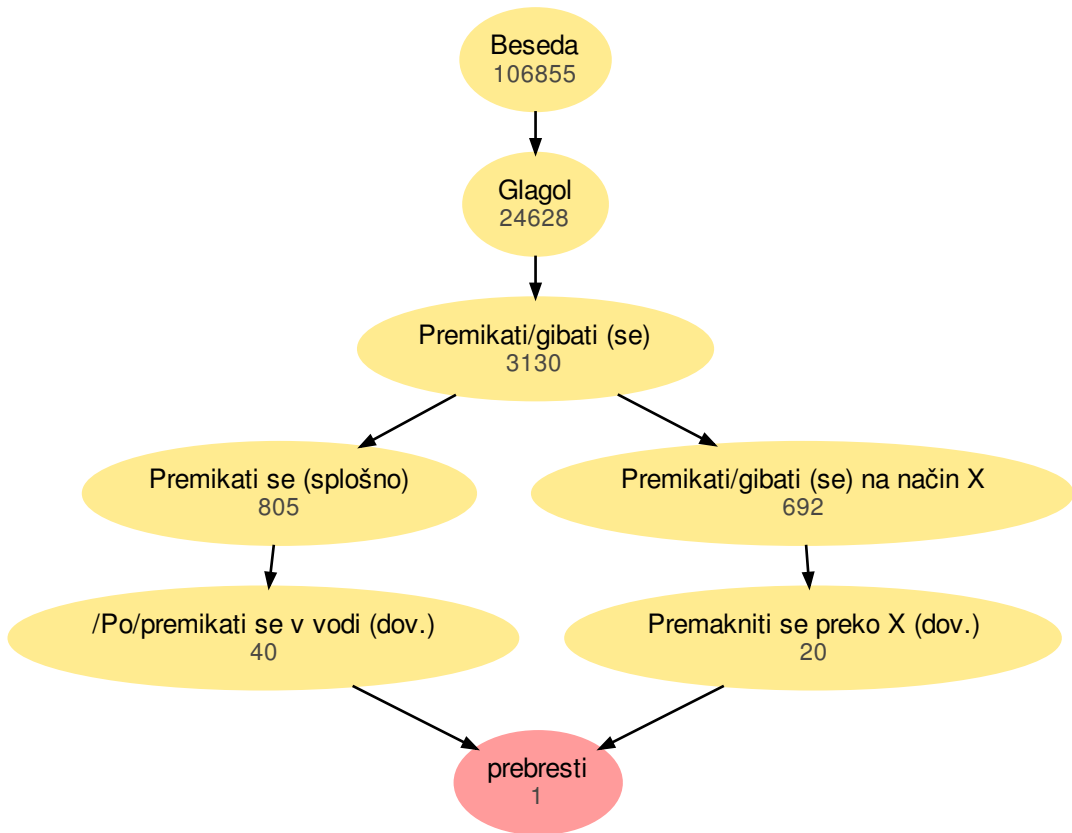 Beseda
106855
Glagol
24628
Premikati/gibati (se)
3130
Premikati se (splošno)
805
Premikati/gibati (se) na način X
692
/Po/premikati se v vodi (dov.)
40
Premakniti se preko X (dov.)
20
prebresti
1